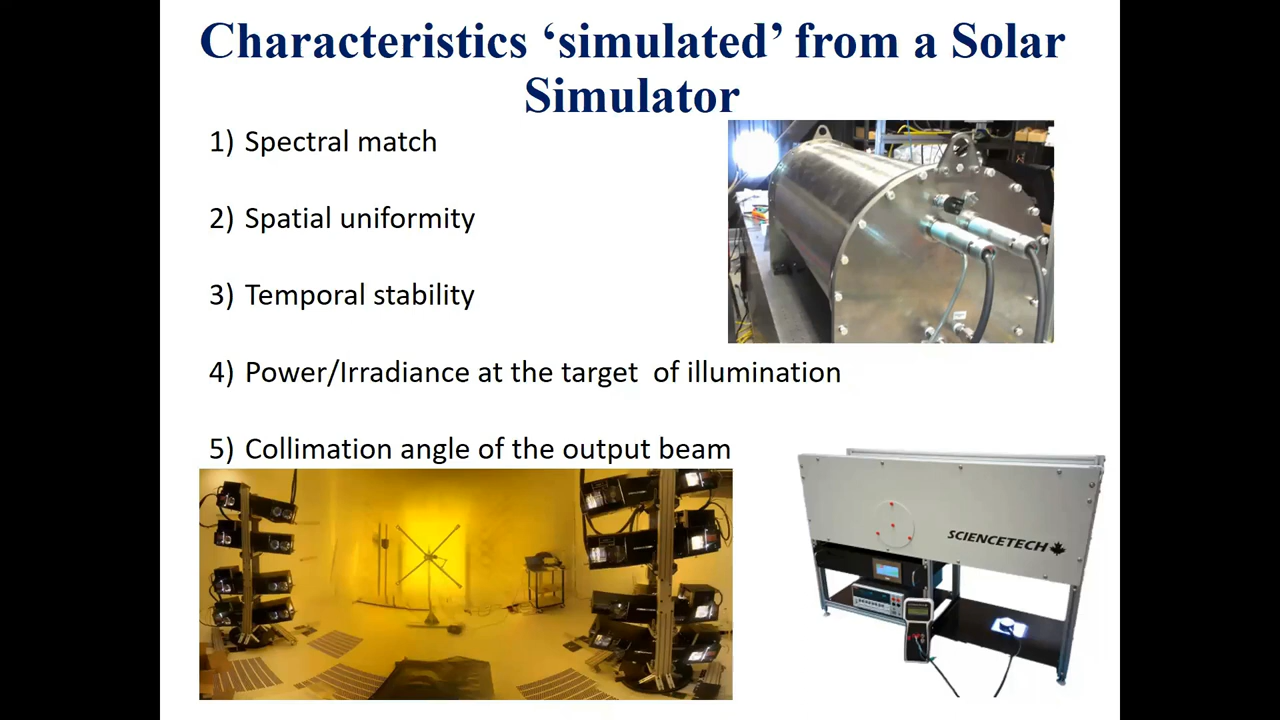 Characteristics ‘simulated’ from a Solar
Simulator
1) Spectral match
2) Spatial uniformity
3) Temporal stability
4) Power/Irradiance at the target of illumination
5) Collimation angle of the output beam
SCIENCETECH